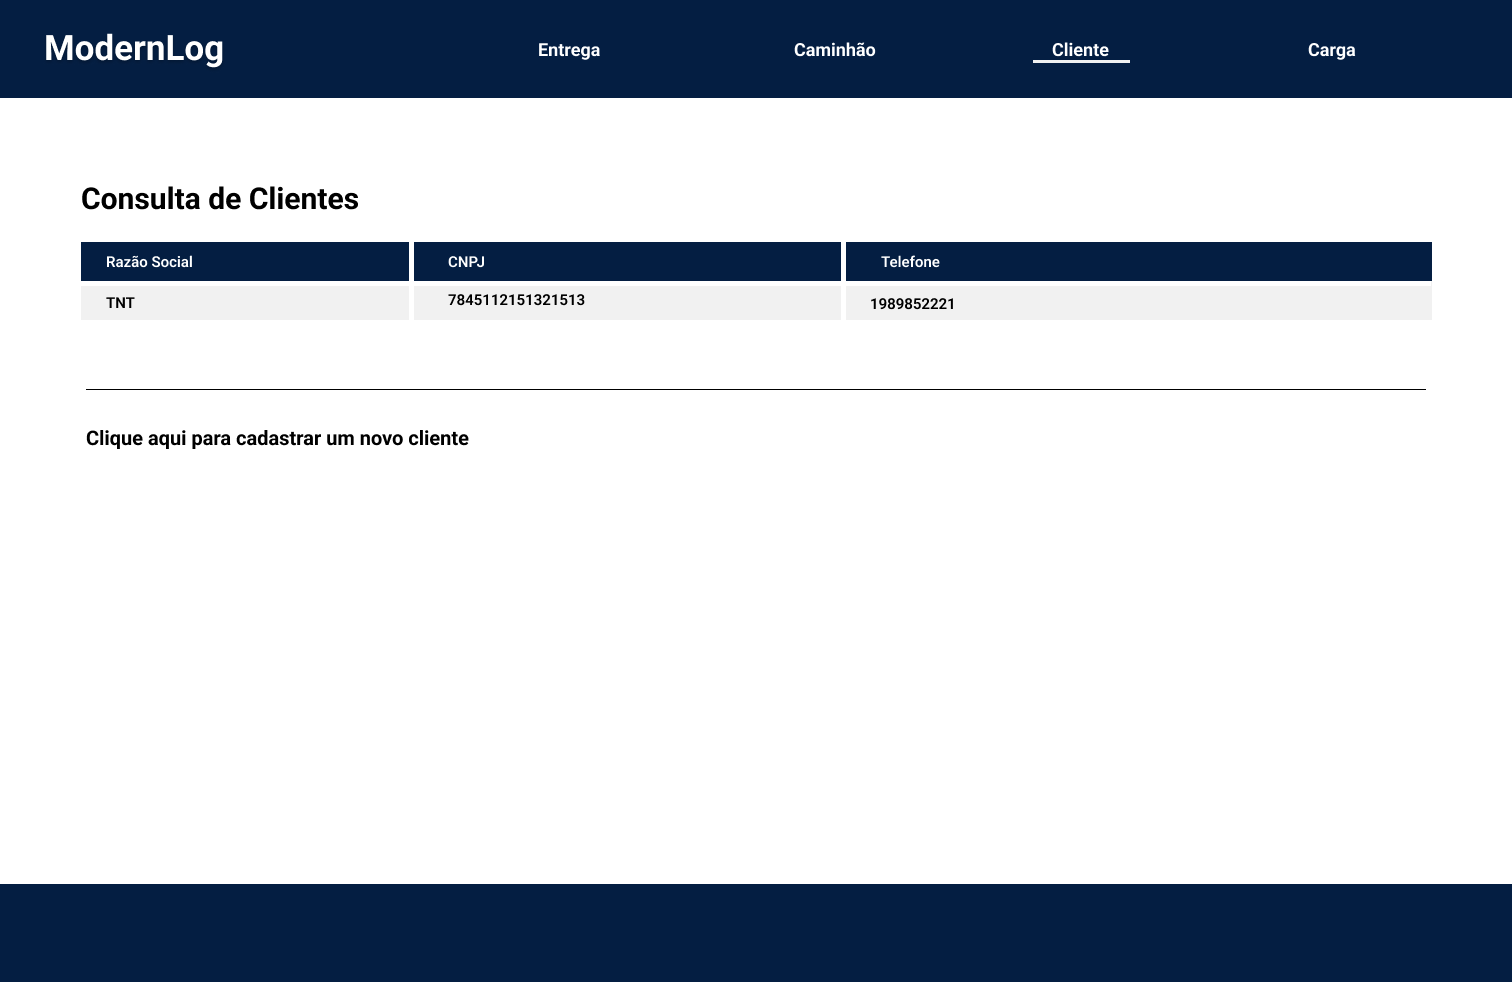 ModernLog
Entrega
Caminhão
Cliente
Carga
Consulta de Clientes
Razão Social
CNPJ
Telefone
TNT
7845112151321513
1989852221
Clique aqui para cadastrar um novo cliente